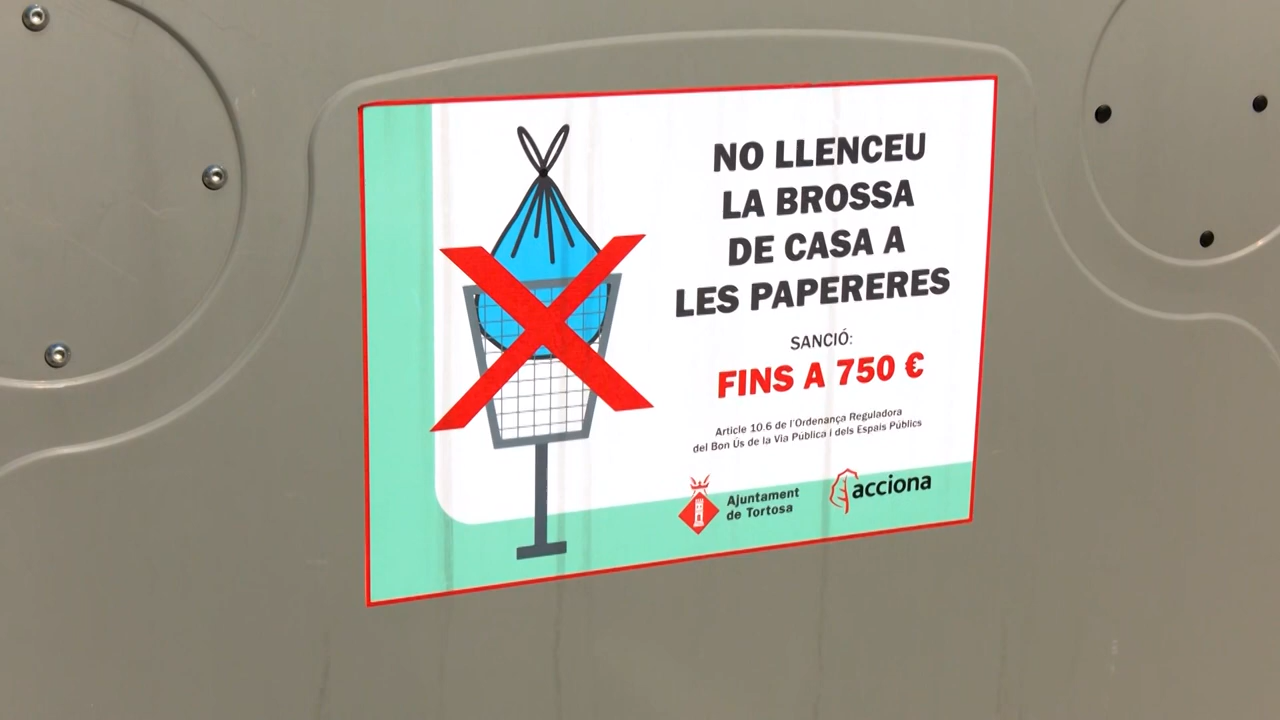 NO LLENCEU
LA BROSSA
DE CASA A
LES PAPERERES
SANCIÓ:
FINS A 750 €
Article 10.6 de l'Ordenança Reguladora
del Bon Ús de la Via Pública i dels Espais Públics
Ajuntament
de Tortosa
acciona